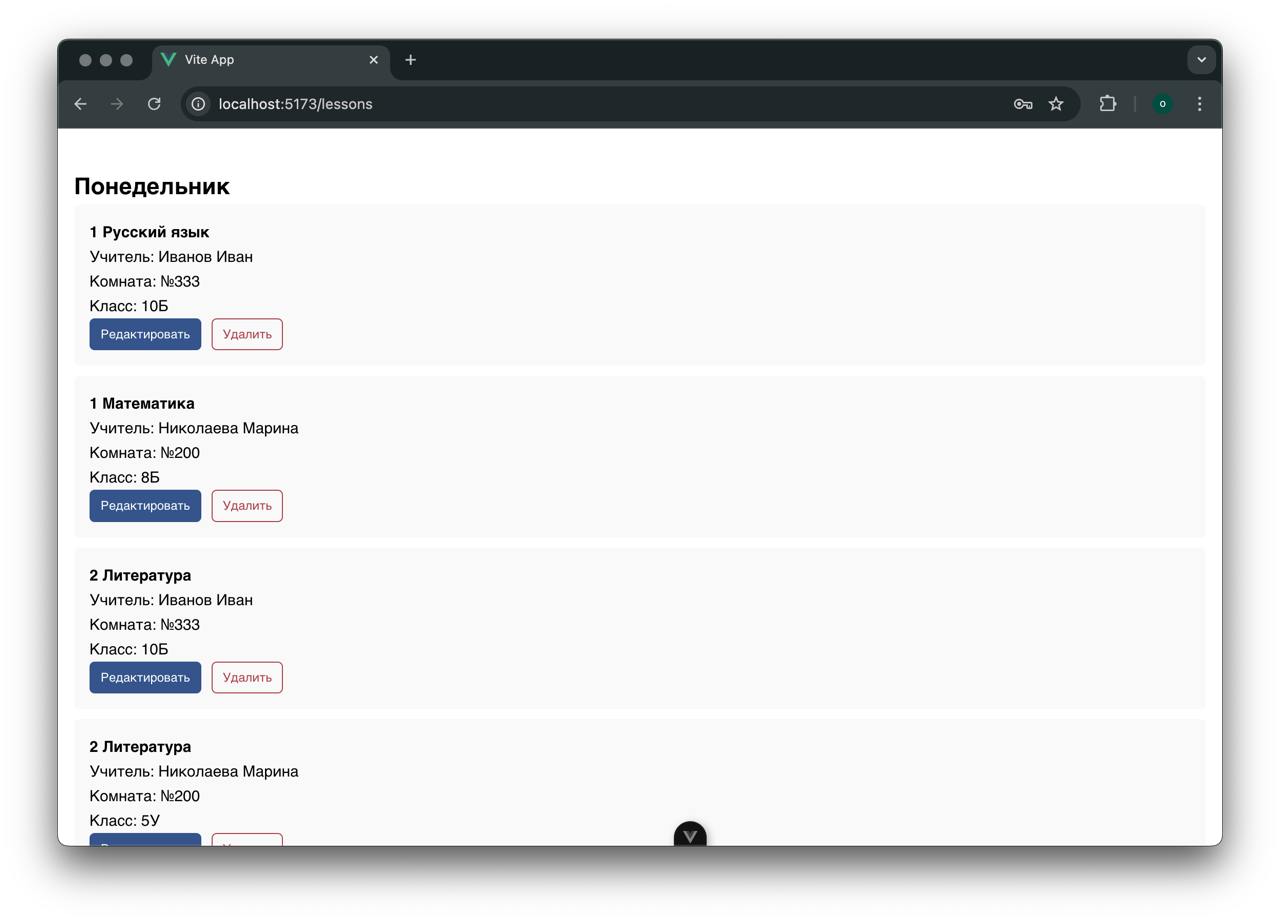 Vite App
localhost:5173/lessons
o
Понедельник
1 Русский язык
Учитель: Иванов Иван
Комната: №333
Класс: 10Б
Редактировать Удалить
1 Математика
Учитель: Николаева Марина
Комната: №200
Класс: 8Б
Редактировать Удалить
2 Литература
Учитель: Иванов Иван
Комната: №333
Класс: 10Б
Редактировать Удалить
2 Литература
Учитель: Николаева Марина
Комната: №200
Класс: 5У